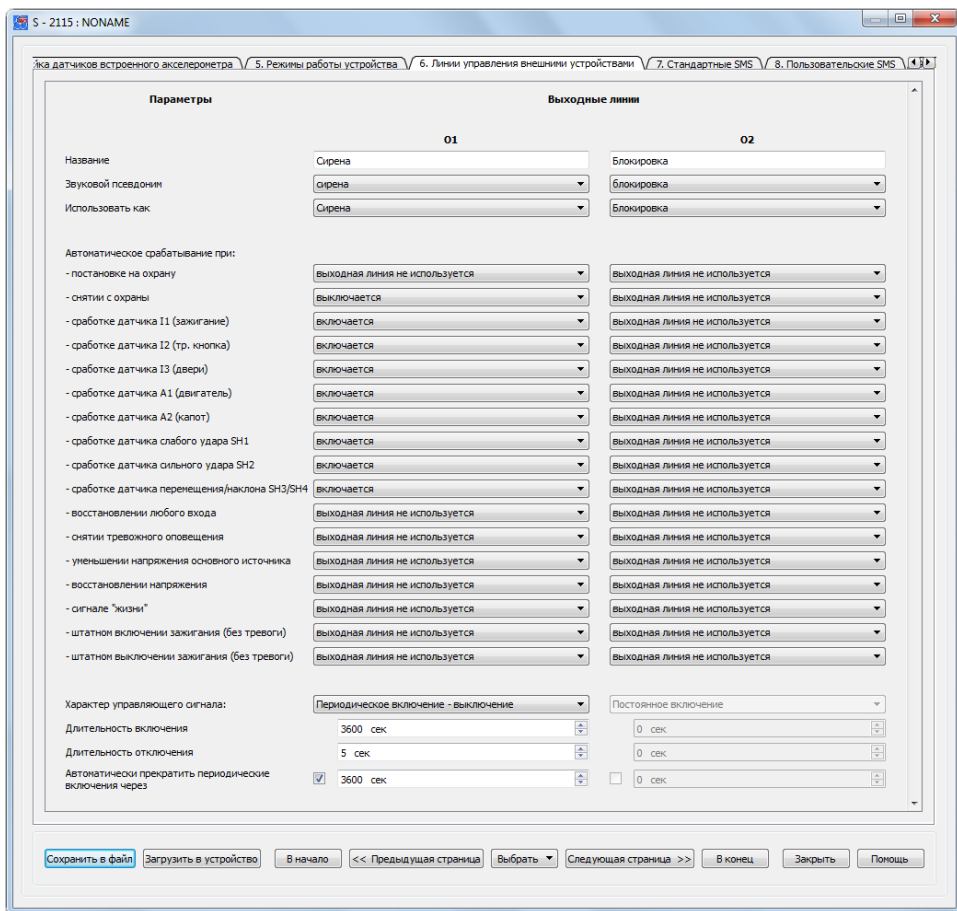 S - 2115 : NONAME
йка датчиков встроенного акселерометра 5. Режимы работы устройства 6. Линии управления внешними устройствами 7. Стандартные SMS 8. Пользовательские SMS
Параметры Выходные линии
O1 O2
Название Сирена Блокировка
Звуковой псевдоним сирена блокировка
Использовать как Сирена Блокировка
Автоматическое срабатывание при:
- постановке на охрану выходная линия не используется выходная линия не используется
- снятии с охраны выключается выходная линия не используется
- сработке датчика I1 (зажигание) включается выходная линия не используется
- сработке датчика I2 (тр. кнопка) включается выходная линия не используется
- сработке датчика I3 (двери) включается выходная линия не используется
- сработке датчика A1 (двигатель) включается выходная линия не используется
- сработке датчика A2 (капот) включается выходная линия не используется
- сработке датчика слабого удара SH1 включается выходная линия не используется
- сработке датчика сильного удара SH2 включается выходная линия не используется
- сработке датчика перемещения/наклона SH3/SH4 включается выходная линия не используется
- восстановлении любого входа выходная линия не используется выходная линия не используется
- снятии тревожного оповещения выходная линия не используется выходная линия не используется
- уменьшении напряжения основного источника выходная линия не используется выходная линия не используется
- восстановлении напряжения выходная линия не используется выходная линия не используется
- сигнале "жизни" выходная линия не используется выходная линия не используется
- штатном включении зажигания (без тревоги) выходная линия не используется выходная линия не используется
- штатном выключении зажигания (без тревоги) выходная линия не используется выходная линия не используется
Характер управляющего сигнала: Периодическое включение - выключение Постоянное включение
Длительность включения 3600 сек 0 сек
Длительность отключения 5 сек 0 сек
Автоматически прекратить периодические
включения через 3600 сек 0 сек
Сохранить в файл Загрузить в устройство В начало << Предыдущая страница Выбрать Следующая страница >> В конец Закрыть Помощь